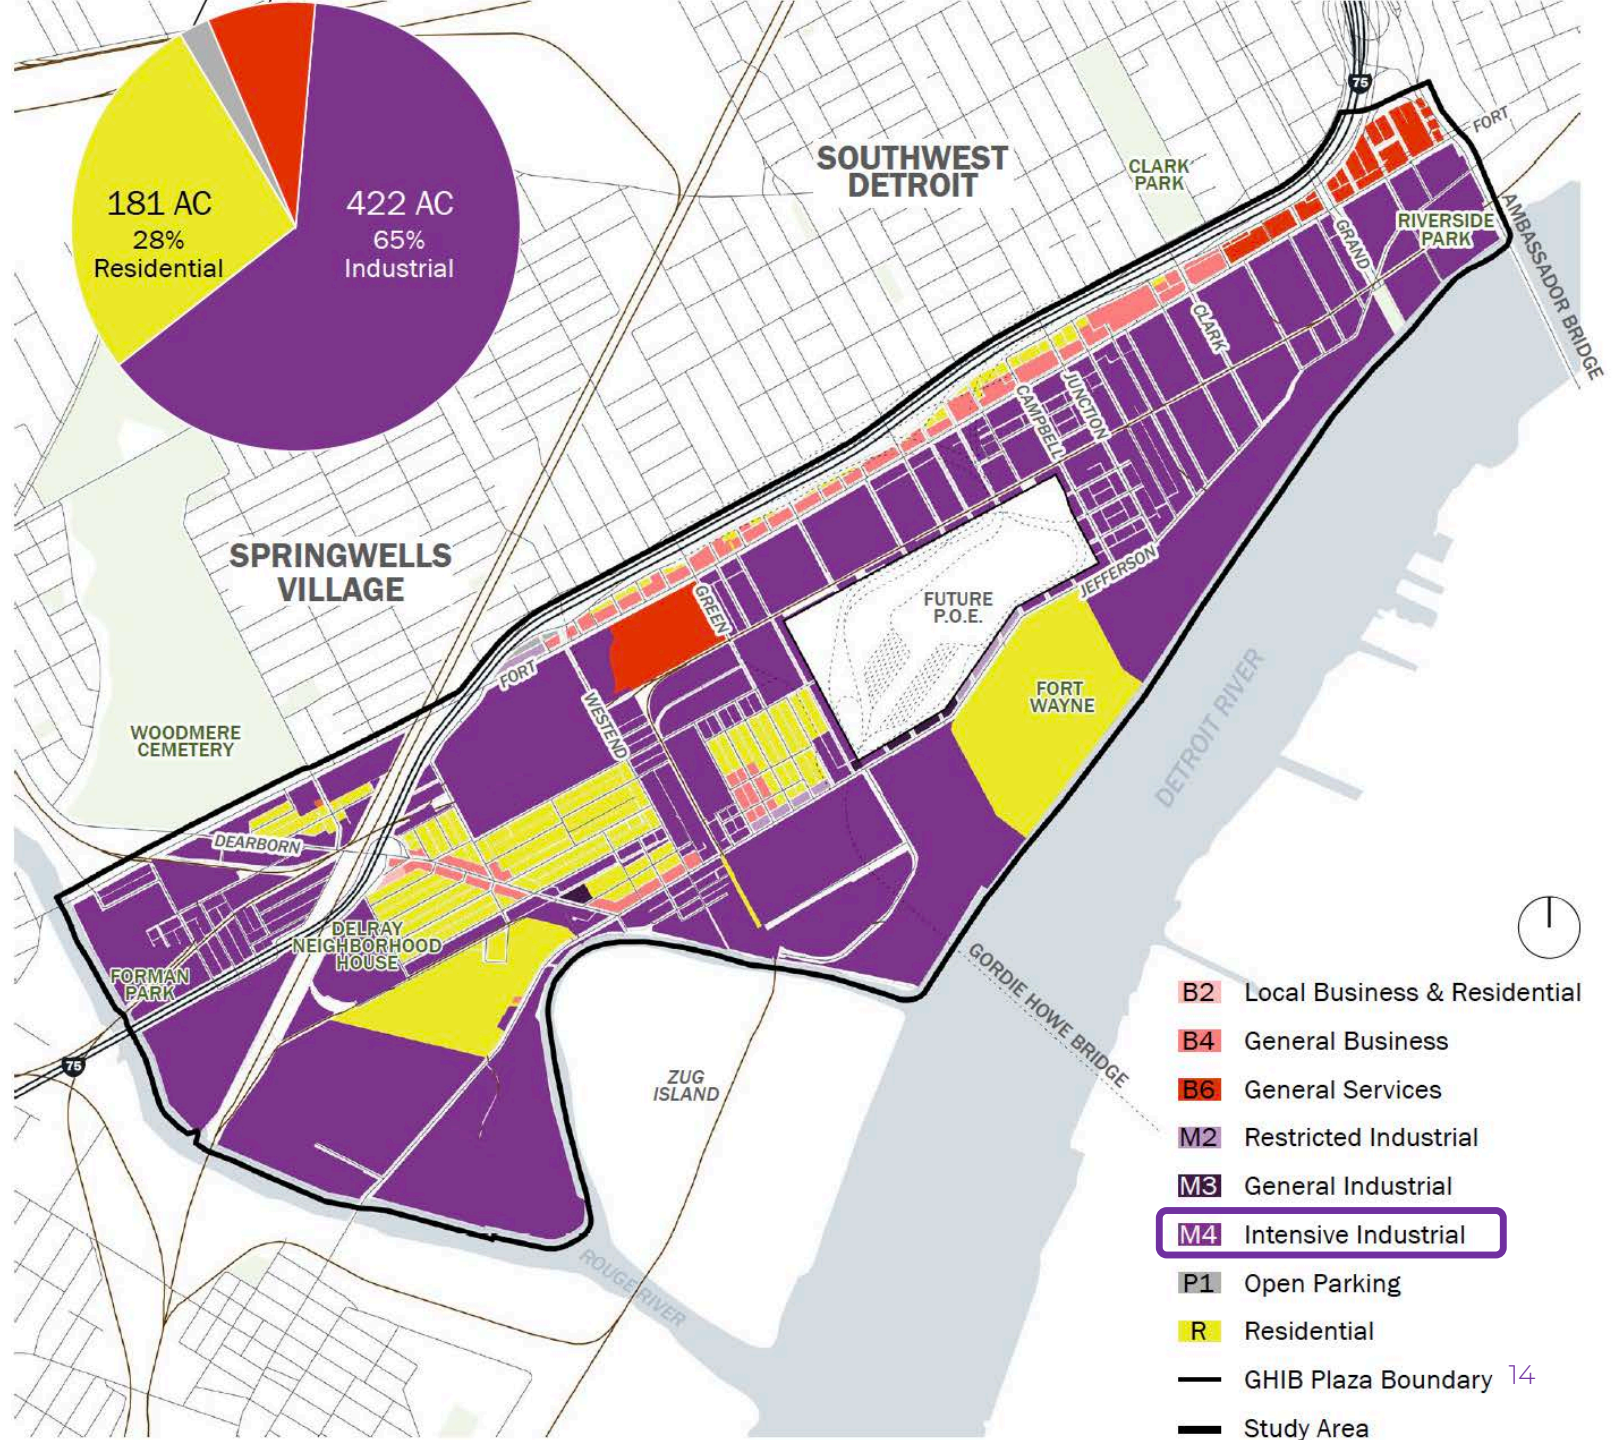 181 AC
28%
Residential
422 AC
65%
Industrial
SOUTHWEST
DETROIT
CLARK
PARK
75
FORT
RIVERSIDE
PARK
GRAND
AMBASSADOR BRIDGE
CLARK
JUNCTION
CAMPBELL
SPRINGWELLS
VILLAGE
GREEN
FUTURE
P.O.E.
JEFFERSON
FORT
WESTEND
FORT
WAYNE
DETROIT RIVER
WOODMERE
CEMETERY
DEARBORN
DELRAY
NEIGHBORHOOD
HOUSE
FORMAN
PARK
75
ZUG
ISLAND
GORDIE HOWE BRIDGE
ROUGE RIVER
B2 Local Business & Residential
B4 General Business
B6 General Services
M2 Restricted Industrial
M3 General Industrial
M4 Intensive Industrial
P1 Open Parking
R Residential
GHIB Plaza Boundary
14
Study Area